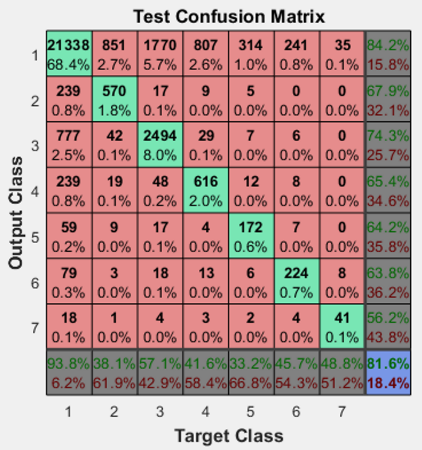 Test Confusion Matrix
1 21338 851 1770 807 314 241 35 84.2%
68.4% 2.7% 5.7% 2.6% 1.0% 0.8% 0.1% 15.8%
2 239 570 17 9 5 0 0 67.9%
0.8% 1.8% 0.1% 0.0% 0.0% 0.0% 0.0% 32.1%
3 777 42 2494 29 7 6 0 74.3%
2.5% 0.1% 8.0% 0.1% 0.0% 0.0% 0.0% 25.7%
4 239 19 48 616 12 8 0 65.4%
0.8% 0.1% 0.2% 2.0% 0.0% 0.0% 0.0% 34.6%
5 59 9 17 4 172 7 0 64.2%
0.2% 0.0% 0.1% 0.0% 0.6% 0.0% 0.0% 35.8%
6 79 3 18 13 6 224 8 63.8%
0.3% 0.0% 0.1% 0.0% 0.0% 0.7% 0.0% 36.2%
7 18 1 4 3 2 4 41 56.2%
0.1% 0.0% 0.0% 0.0% 0.0% 0.0% 0.1% 43.8%
93.8% 38.1% 57.1% 41.6% 33.2% 45.7% 48.8% 81.6%
6.2% 61.9% 42.9% 58.4% 66.8% 54.3% 51.2% 18.4%
1 2 3 4 5 6 7
Target Class
Output Class